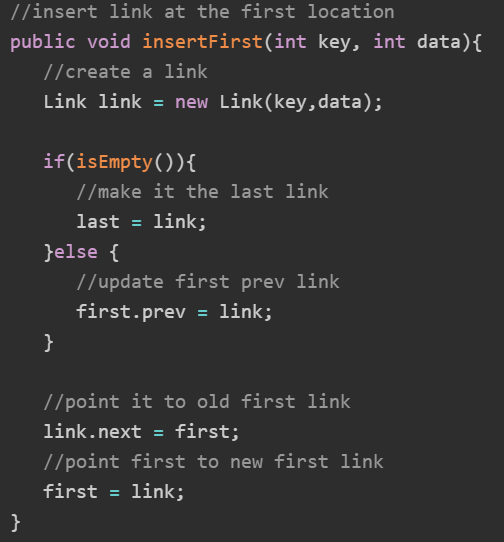 //insert link at the first location
public void insertFirst(int key, int data){
   //create a link
   Link link = new Link(key,data);

   if(isEmpty()){
      //make it the last link
      last = link;
   }else {
      //update first prev link
      first.prev = link;
   }

   //point it to old first link
   link.next = first;
   //point first to new first link
   first = link;
}